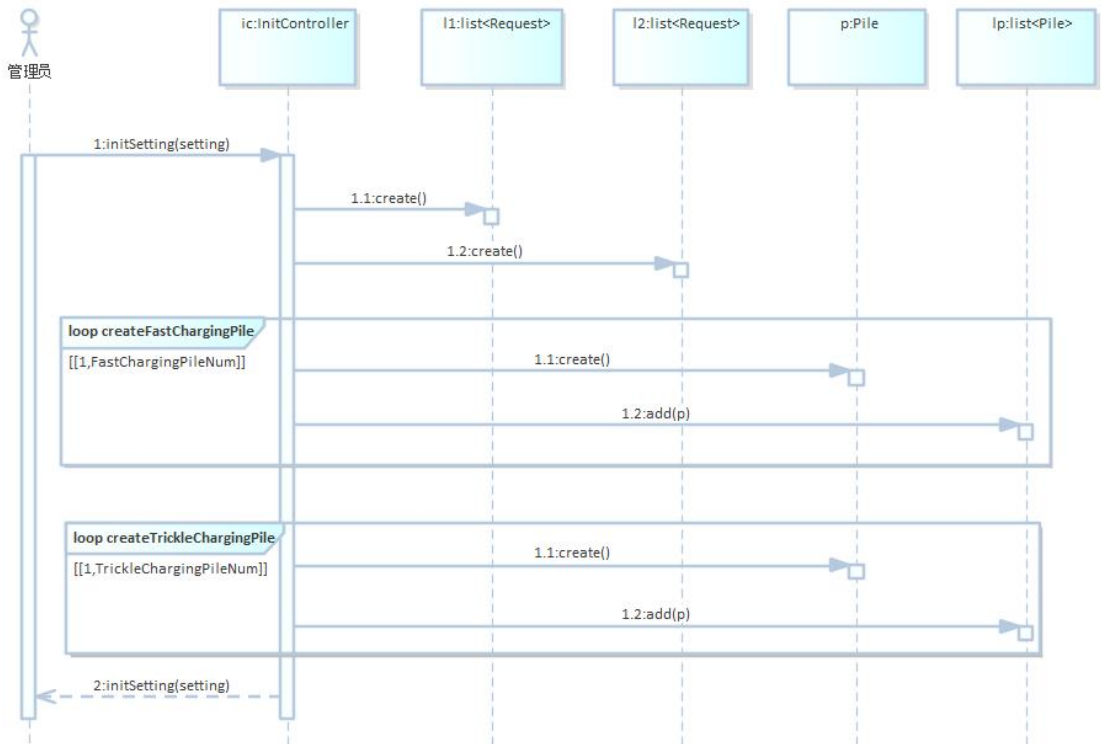 管理员
ic:InitController
l1:list<Request>
l2:list<Request>
p:Pile
lp:list<Pile>
1:initSetting(setting)
1.1:create()
1.2:create()
loop createFastChargingPile
[[1,FastChargingPileNum]]
1.1:create()
1.2:add(p)
loop createTrickleChargingPile
[[1,TrickleChargingPileNum]]
1.1:create()
1.2:add(p)
2:initSetting(setting)